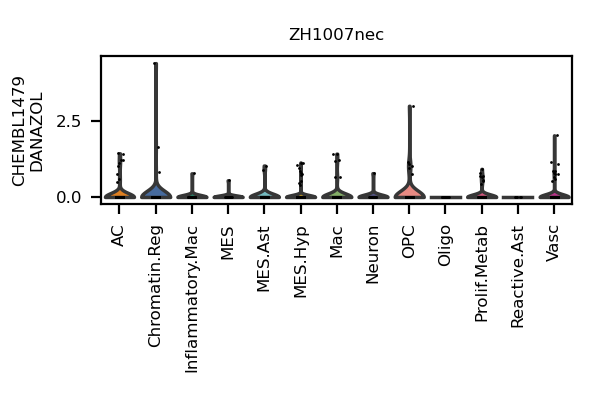 ZH1007nec
CHEMBL1479
DANAZOL
2.5
0.0
AC
Chromatin.Reg
Inflammatory.Mac
MES
MES.Ast
MES.Hyp
Mac
Neuron
OPC
Oligo
Prolif.Metab
Reactive.Ast
Vasc